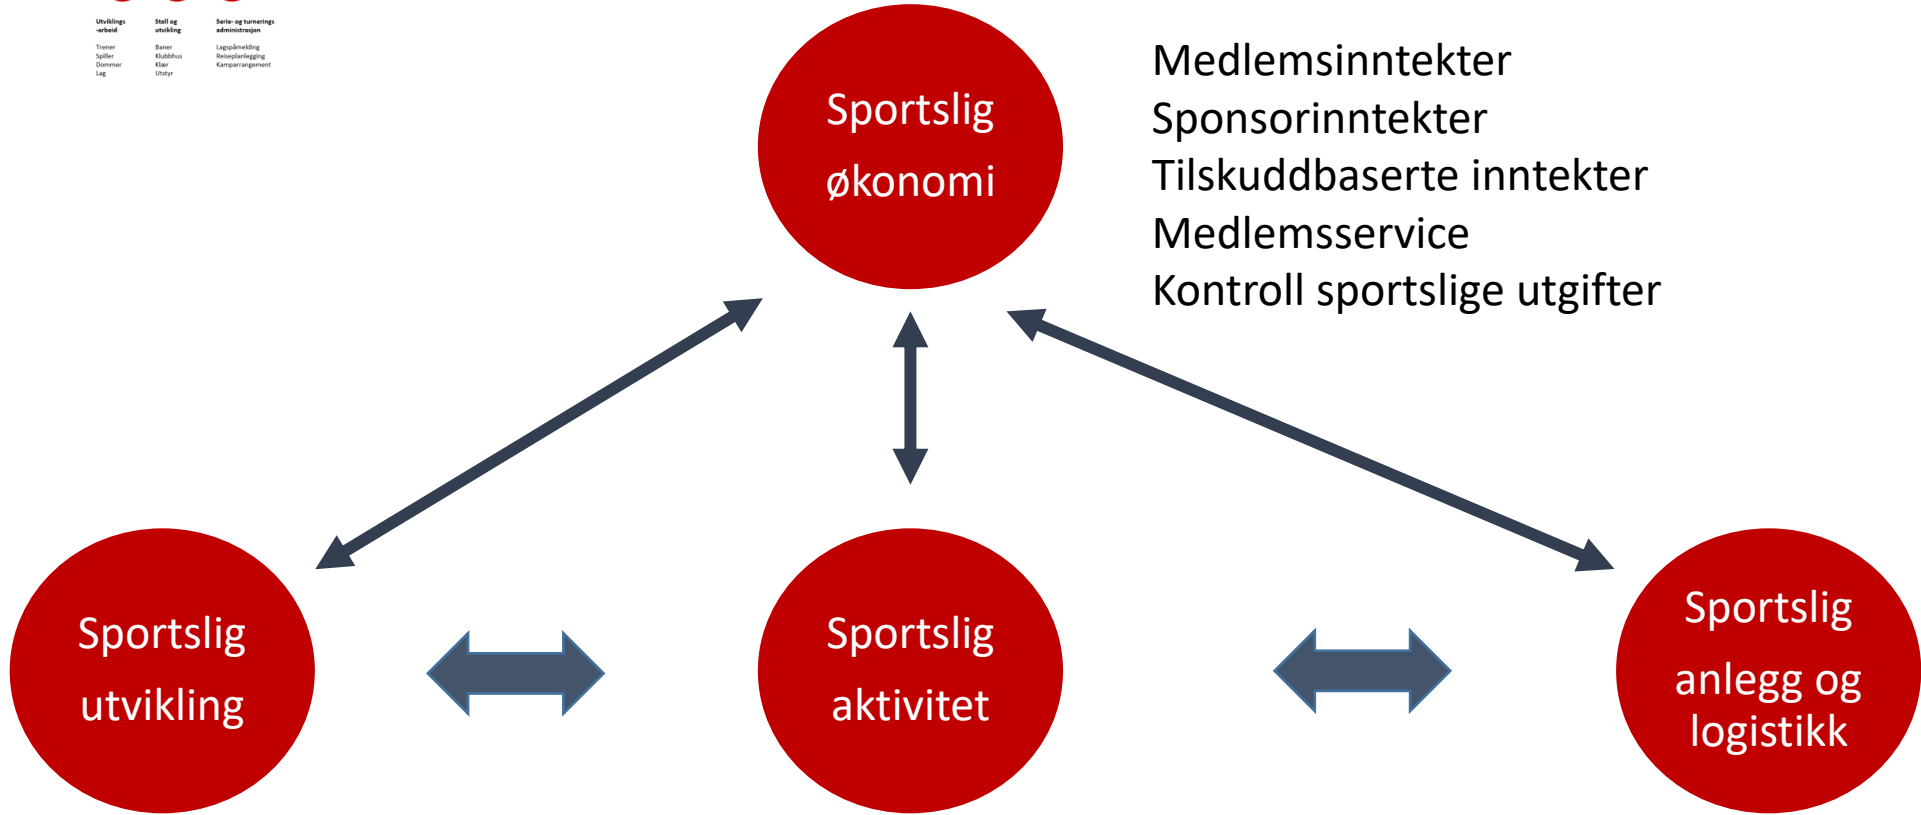 Utviklings
-arbeid
Trener
Spiller
Dommer
Lag
Stell og
utvikling
Baner
Klubbhus
Klær
Utstyr
Serie- og turnerings
administrasjon
Lagspåmelding
Reiseplanlegging
Kamparrangement
Sportslig
økonomi
Medlemsinntekter
Sponsorinntekter
Tilskuddbaserte inntekter
Medlemsservice
Kontroll sportslige utgifter
Sportslig
utvikling
Sportslig
aktivitet
Sportslig
anlegg og
logistikk